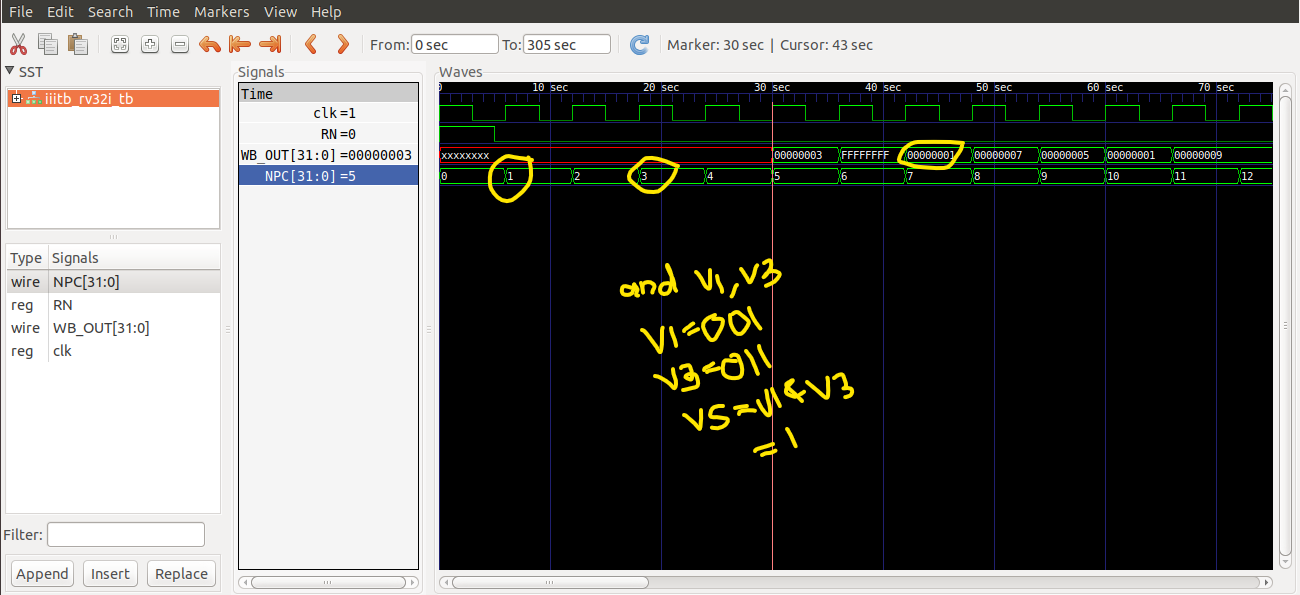 File Edit Search Time Markers View Help
From: 0 sec To: 305 sec Marker: 30 sec | Cursor: 43 sec
SST
iiitb_rv32i_tb
Type Signals
wire NPC[31:0]
reg RN
wire WB_OUT[31:0]
reg clk
Filter:
Append Insert Replace
Signals
Time
clk=1
RN=0
WB_OUT[31:0]=00000003
NPC[31:0]=5
Waves
0 10 sec 20 sec 30 sec 40 sec 50 sec 60 sec 70 sec
xxxxxxxx 00000003 FFFFFFFF 00000001 00000007 00000005 00000001 00000009
0 1 2 3 4 5 6 7 8 9 10 11 12
and v1,v3
V1=001
V3=011
V5=V1&V3
=1